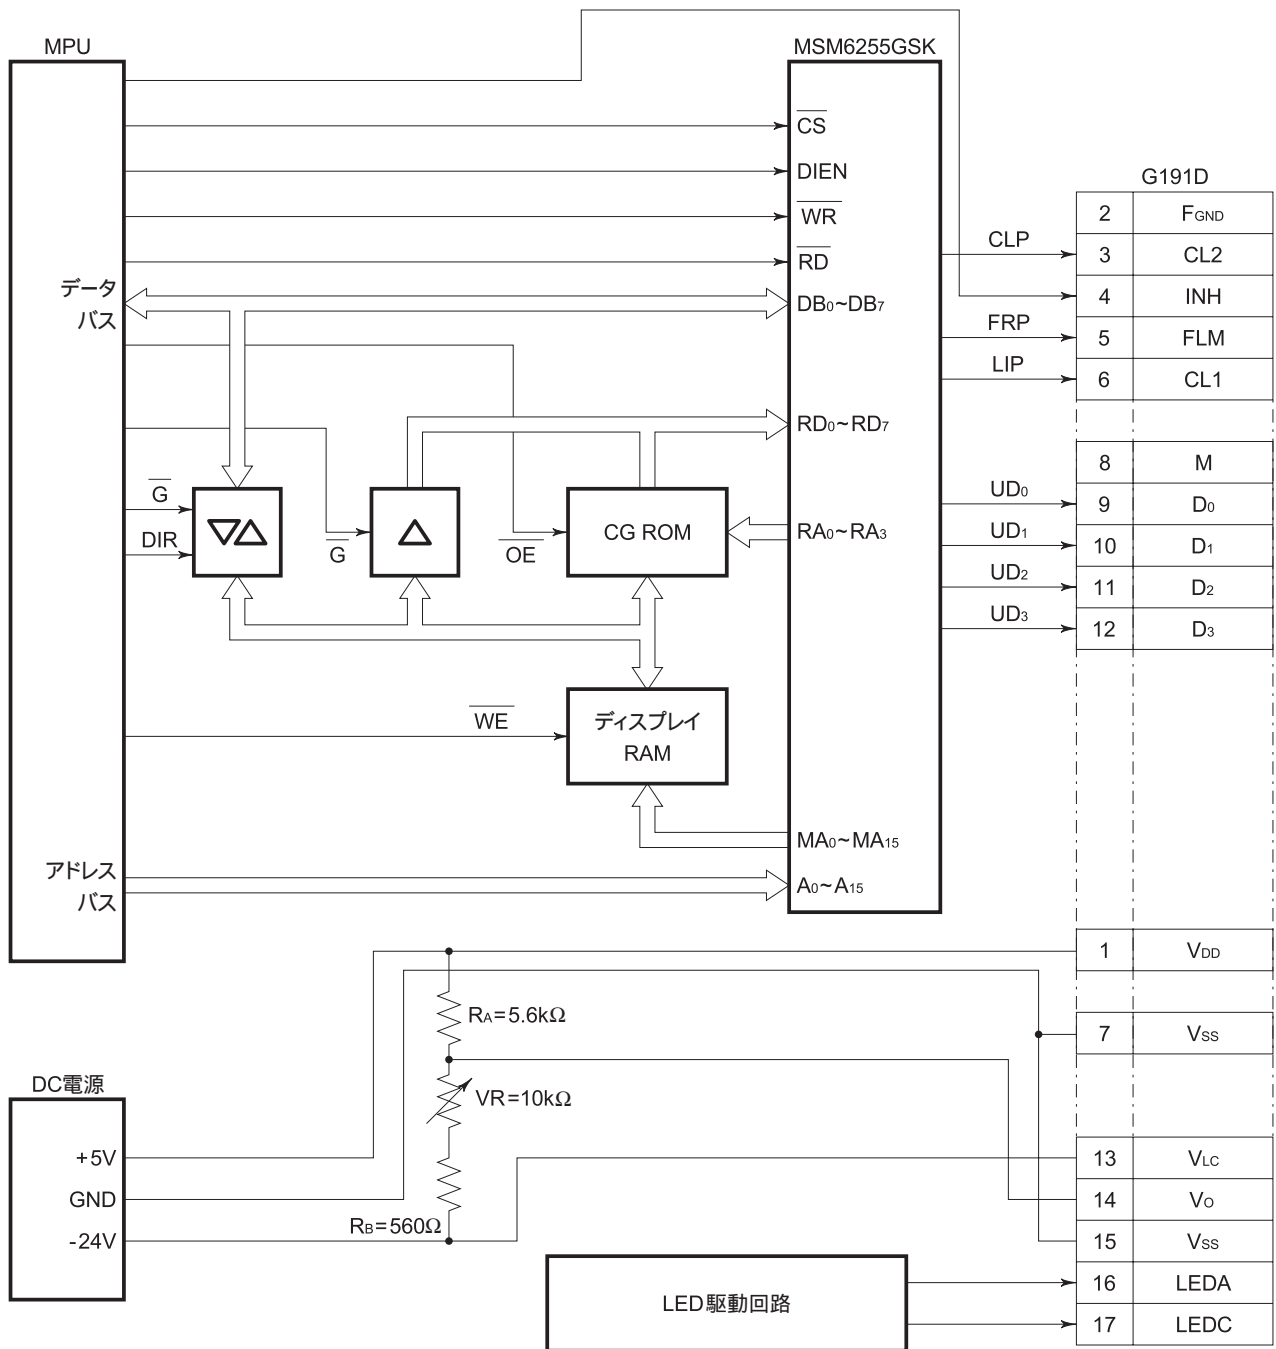 MPU
MSM6255GSK
C̅S̅
DIEN
W̅R̅
R̅D̅
データ
バス
DB₀~DB₇
RD₀~RD₇
G̅
DIR
G̅
O̅E̅
CG ROM
RA₀~RA₃
W̅E̅
ディスプレイ
RAM
MA₀~MA₁₅
アドレス
バス
A₀~A₁₅
CLP
FRP
LIP
UD₀
UD₁
UD₂
UD₃
G191D
2 FGND
3 CL2
4 INH
5 FLM
6 CL1
8 M
9 D₀
10 D₁
11 D₂
12 D₃
1 VDD
7 VSS
13 VLC
14 VO
15 VSS
16 LEDA
17 LEDC
RA=5.6kΩ
VR=10kΩ
RB=560Ω
DC電源
+5V
GND
-24V
LED駆動回路